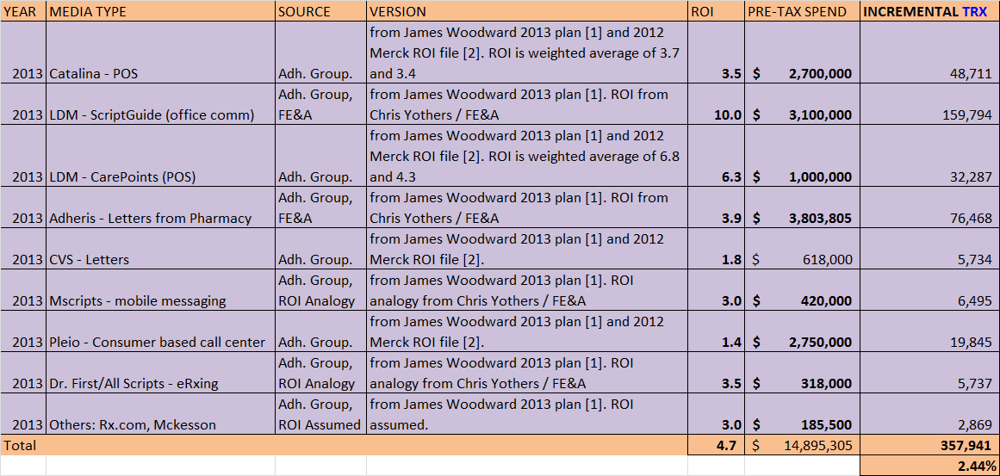 YEAR MEDIA TYPE SOURCE VERSION ROI PRE-TAX SPEND INCREMENTAL TRX
from James Woodward 2013 plan [1] and 2012
Merck ROI file [2]. ROI is weighted average of 3.7
2013 Catalina - POS Adh. Group. and 3.4 3.5 $ 2,700,000 48,711
Adh. Group, from James Woodward 2013 plan [1]. ROI from
2013 LDM - ScriptGuide (office comm) FE&A Chris Yothers / FE&A 10.0 $ 3,100,000 159,794
from James Woodward 2013 plan [1] and 2012
Merck ROI file [2]. ROI is weighted average of 6.8
2013 LDM - CarePoints (POS) Adh. Group. and 4.3 6.3 $ 1,000,000 32,287
Adh. Group, from James Woodward 2013 plan [1]. ROI from
2013 Adheris - Letters from Pharmacy FE&A Chris Yothers / FE&A 3.9 $ 3,803,805 76,468
from James Woodward 2013 plan [1] and 2012
2013 CVS - Letters Adh. Group. Merck ROI file [2]. 1.8 $ 618,000 5,734
Adh. Group, from James Woodward 2013 plan [1]. ROI
2013 Mscripts - mobile messaging ROI Analogy analogy from Chris Yothers / FE&A 3.0 $ 420,000 6,495
from James Woodward 2013 plan [1] and 2012
2013 Pleio - Consumer based call center Adh. Group. Merck ROI file [2]. 1.4 $ 2,750,000 19,845
Adh. Group, from James Woodward 2013 plan [1]. ROI
2013 Dr. First/All Scripts - eRxing ROI Analogy analogy from Chris Yothers / FE&A 3.5 $ 318,000 5,737
Adh. Group, from James Woodward 2013 plan [1]. ROI
2013 Others: Rx.com, Mckesson ROI Assumed assumed. 3.0 $ 185,500 2,869
Total 4.7 $ 14,895,305 357,941
2.44%